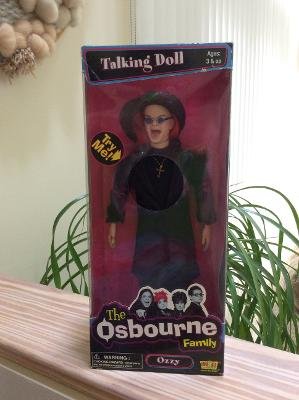 Talking Doll
Ages:
3 & up
Try
Me!
The
Osbourne
Family
WARNING:
Ozzy